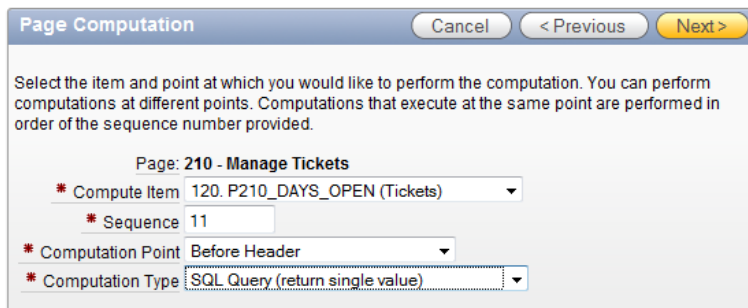 Page Computation
Cancel
< Previous
Next >
Select the item and point at which you would like to perform the computation. You can perform
computations at different points. Computations that execute at the same point are performed in
order of the sequence number provided.
Page: 210 - Manage Tickets
* Compute Item 120. P210_DAYS_OPEN (Tickets)
* Sequence 11
* Computation Point Before Header
* Computation Type SQL Query (return single value)